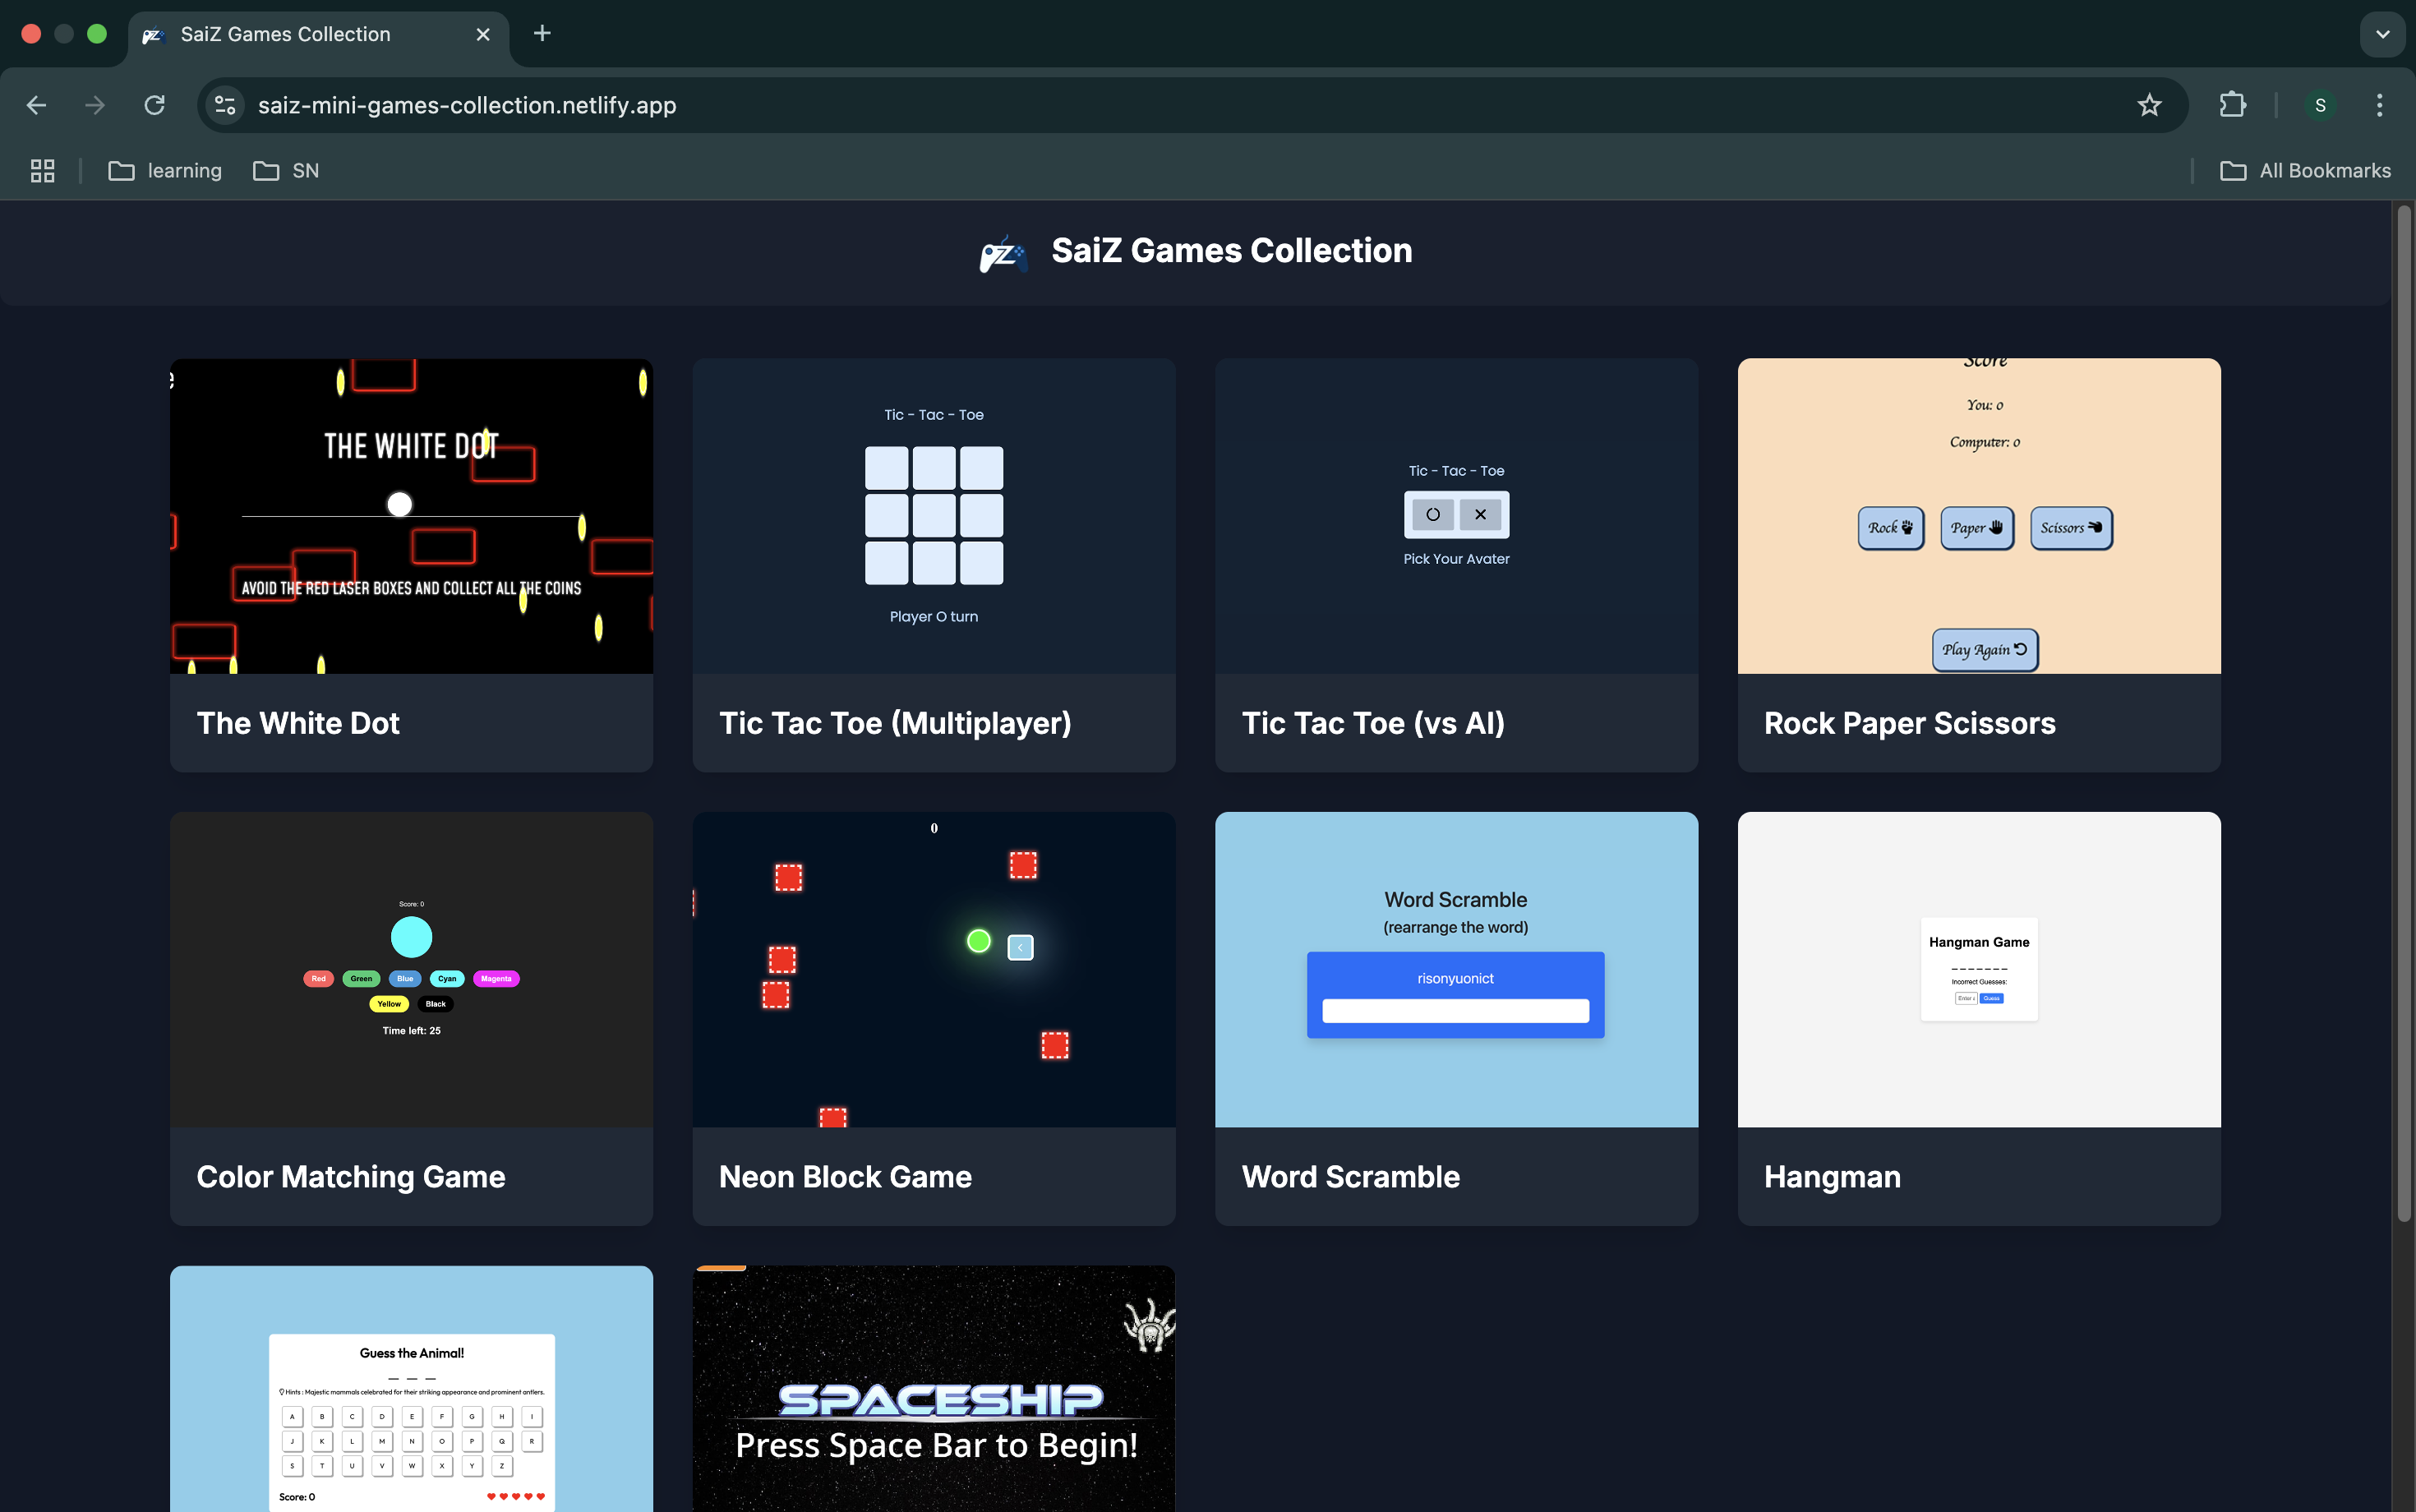 SaiZ Games Collection
saiz-mini-games-collection.netlify.app
S
learning
SN
All Bookmarks
SaiZ Games Collection
THE WHITE DOT
AVOID THE RED LASER BOXES AND COLLECT ALL THE COINS
The White Dot
Tic - Tac - Toe
Player O turn
Tic Tac Toe (Multiplayer)
Tic - Tac - Toe
Pick Your Avater
Tic Tac Toe (vs AI)
Score
You: 0
Computer: 0
Rock Paper Scissors
Play Again
Rock Paper Scissors
Score: 0
Red Green Blue Cyan Magenta
Yellow Black
Time left: 25
Color Matching Game
0
Neon Block Game
Word Scramble
(rearrange the word)
risonyuonict
Word Scramble
Hangman Game
_ _ _ _ _ _ _
Incorrect Guesses:
Enter Guess
Hangman
Guess the Animal!
_ _ _
Hints : Majestic mammals celebrated for their striking appearance and prominent antlers.
A B C D E F G H I
J K L M N O P Q R
S T U V W X Y Z
Score: 0
SPACESHIP
Press Space Bar to Begin!